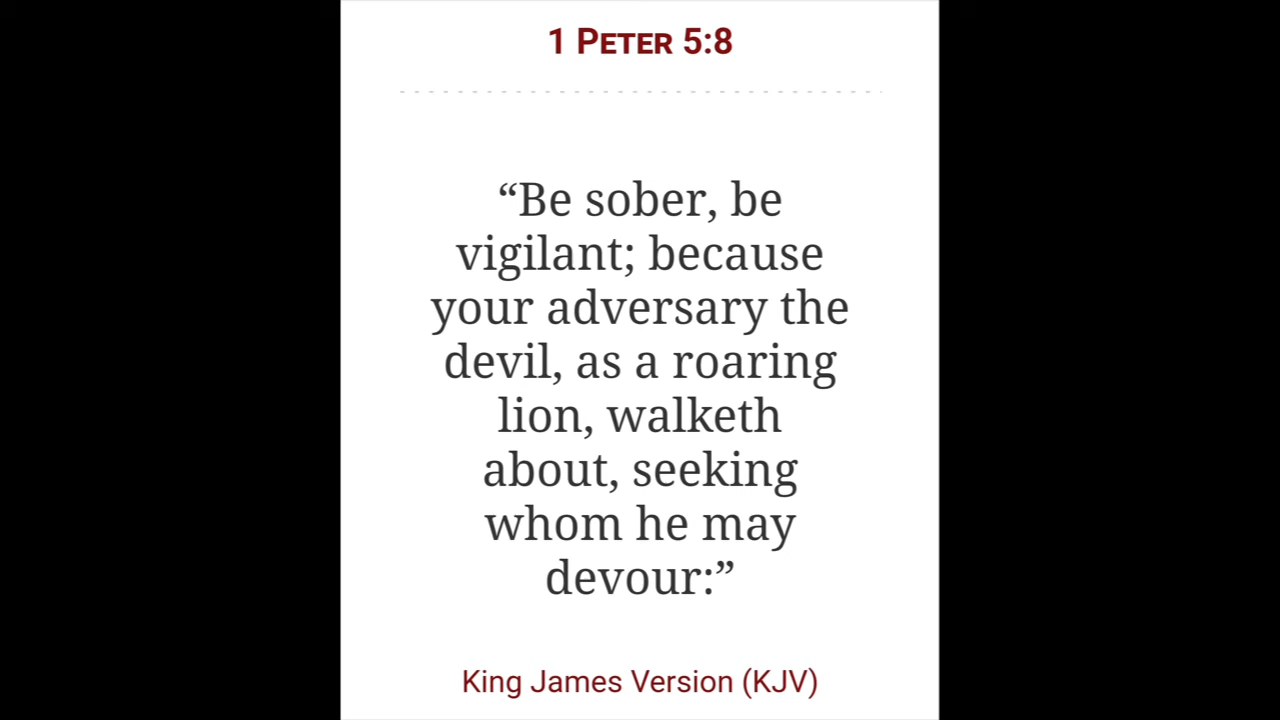 1 Peter 5:8
“Be sober, be
vigilant; because
your adversary the
devil, as a roaring
lion, walketh
about, seeking
whom he may
devour:”
King James Version (KJV)